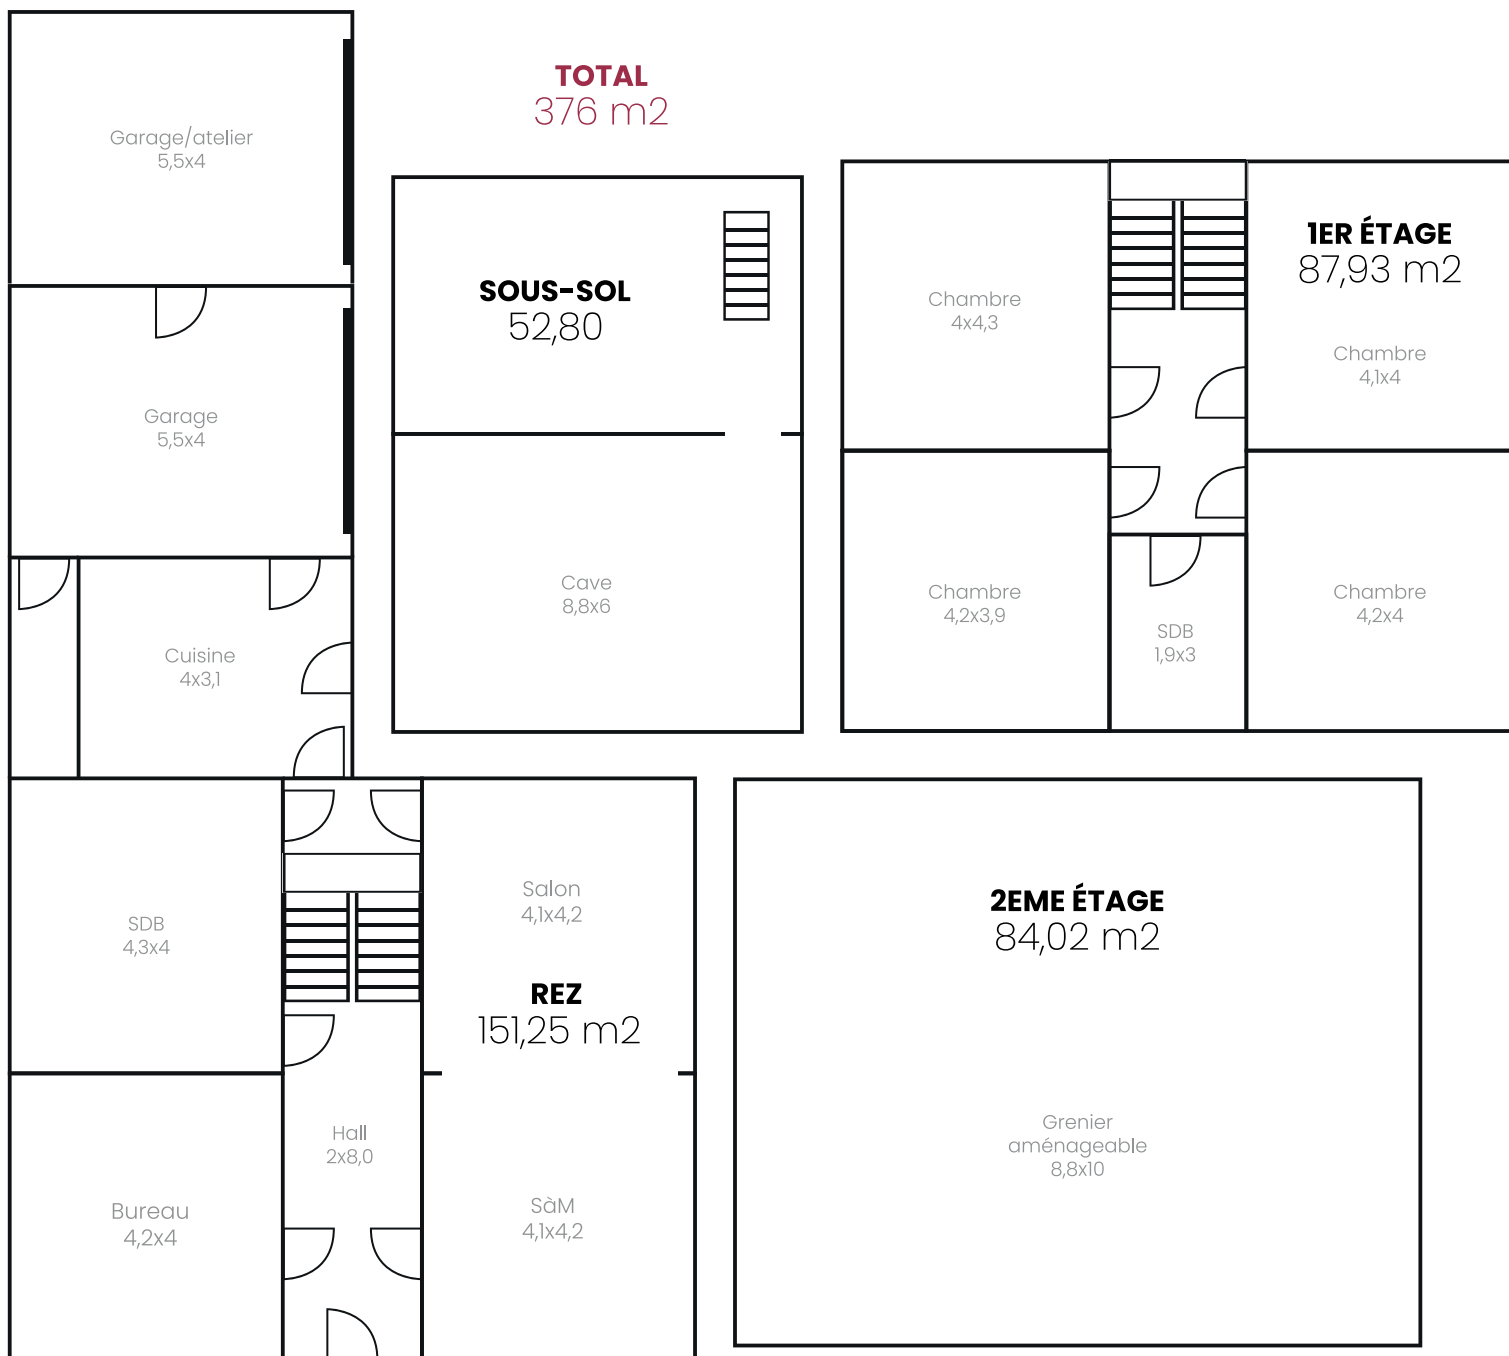 TOTAL
376 m2
Garage/atelier
5,5x4
Garage
5,5x4
Cuisine
4x3,1
SOUS-SOL
52,80
Cave
8,8x6
1ER ÉTAGE
87,93 m2
Chambre
4x4,3
Chambre
4,1x4
Chambre
4,2x3,9
SDB
1,9x3
Chambre
4,2x4
SDB
4,3x4
Salon
4,1x4,2
REZ
151,25 m2
Hall
2x8,0
Bureau
4,2x4
SàM
4,1x4,2
2EME ÉTAGE
84,02 m2
Grenier
aménageable
8,8x10